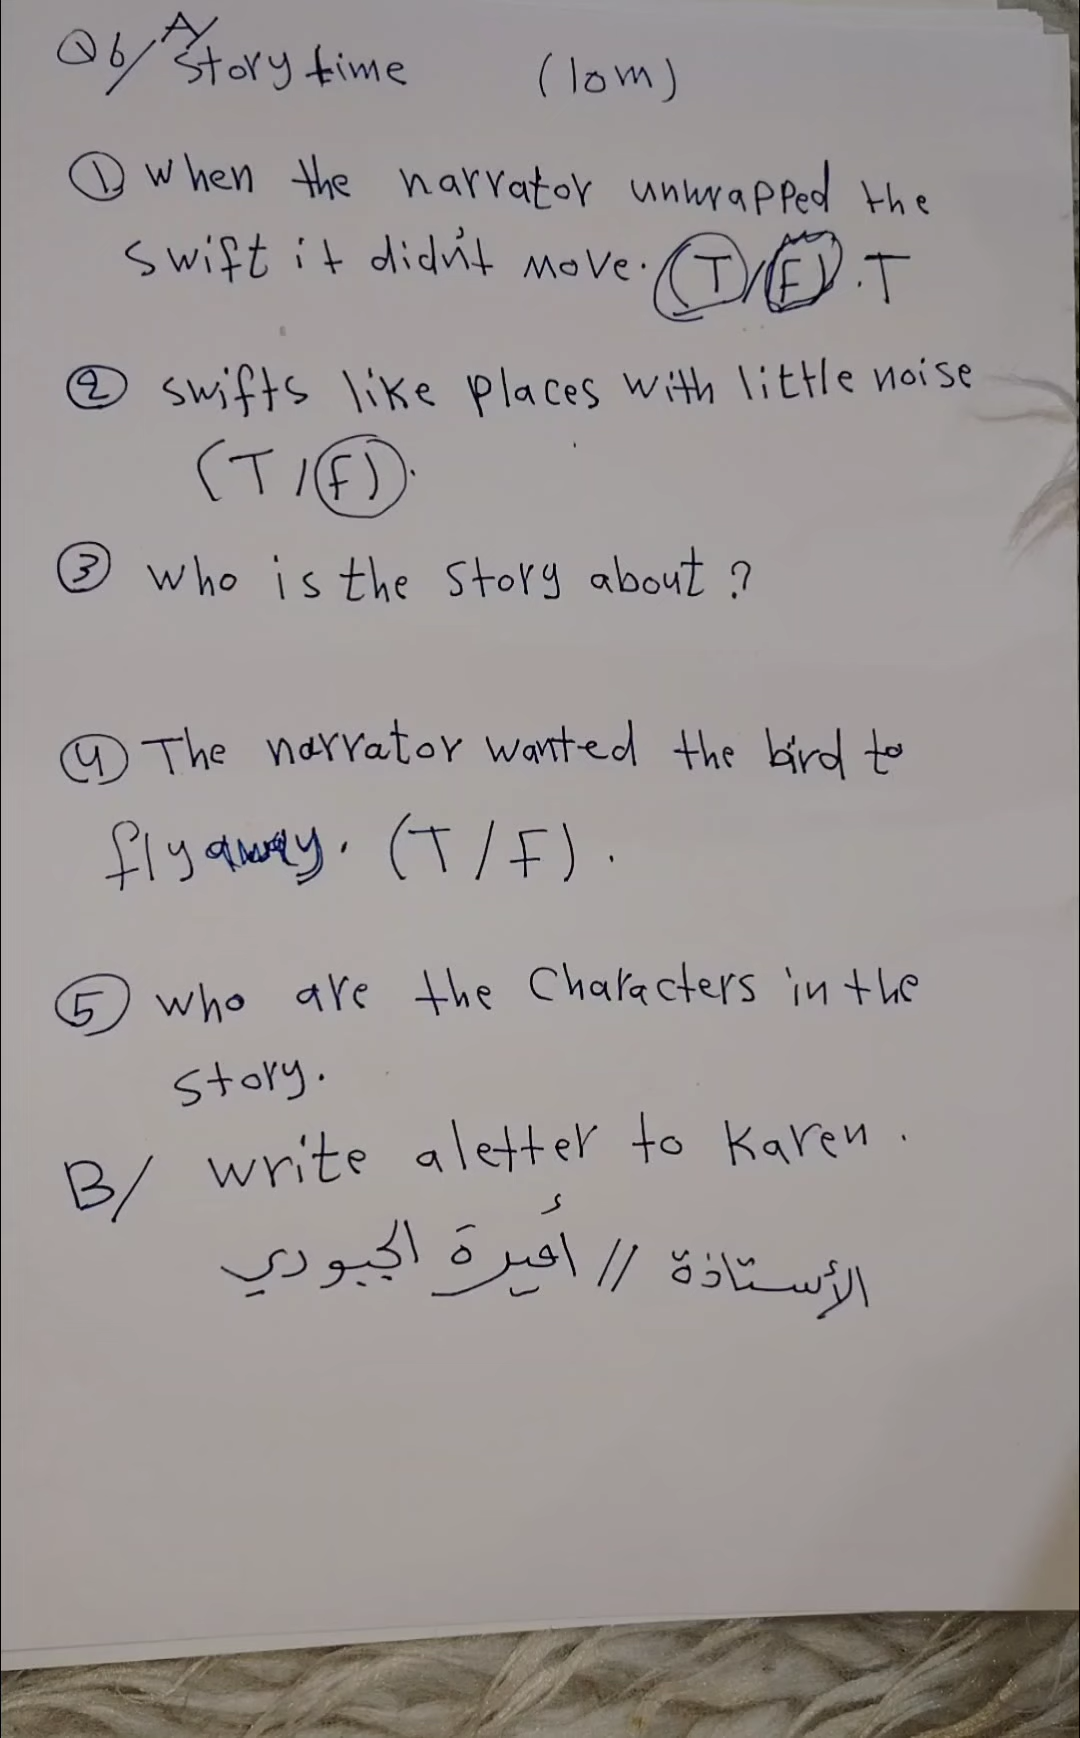 Q6/ A/ Story time (10m)
① When the narrator unwrapped the
swift it didn't move. (T/F). T
② swifts like places with little noise
(T/F).
③ Who is the story about?
④ The narrator wanted the bird to
fly away. (T/F).
⑤ who are the characters in the
story.
B/ write a letter to Karen.
الأستاذة // أميرة الجبودي